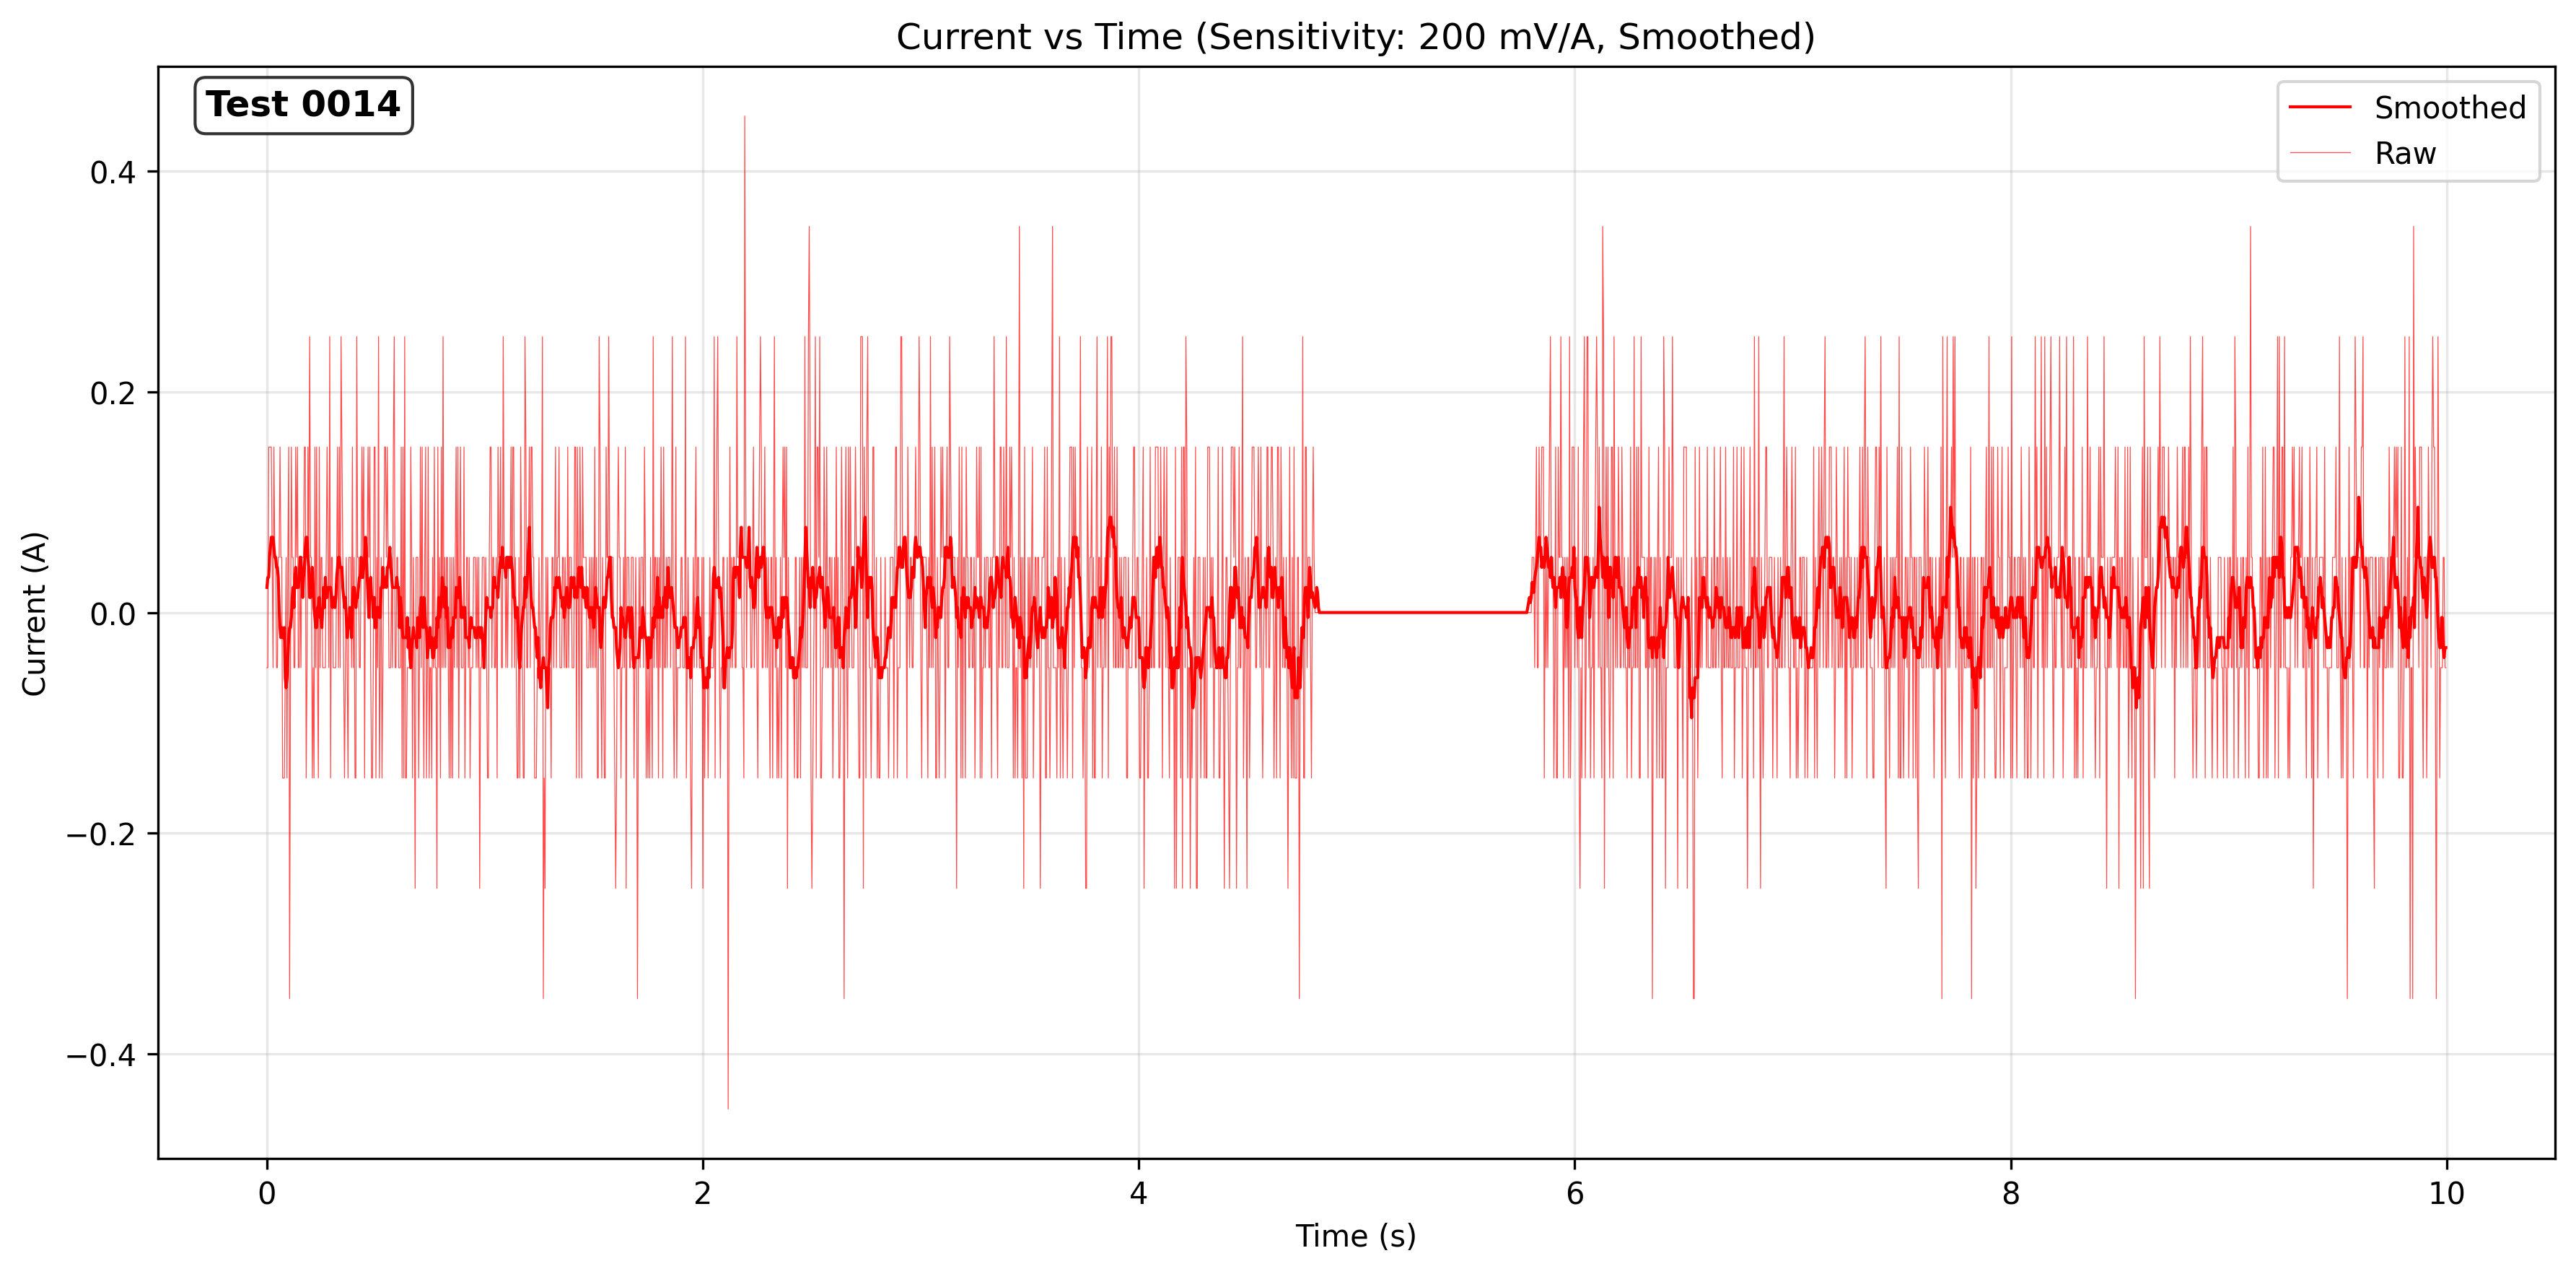 Current vs Time (Sensitivity: 200 mV/A, Smoothed)
Test 0014
Smoothed
Raw
Current (A)
0.4
0.2
0.0
−0.2
−0.4
0 2 4 6 8 10
Time (s)